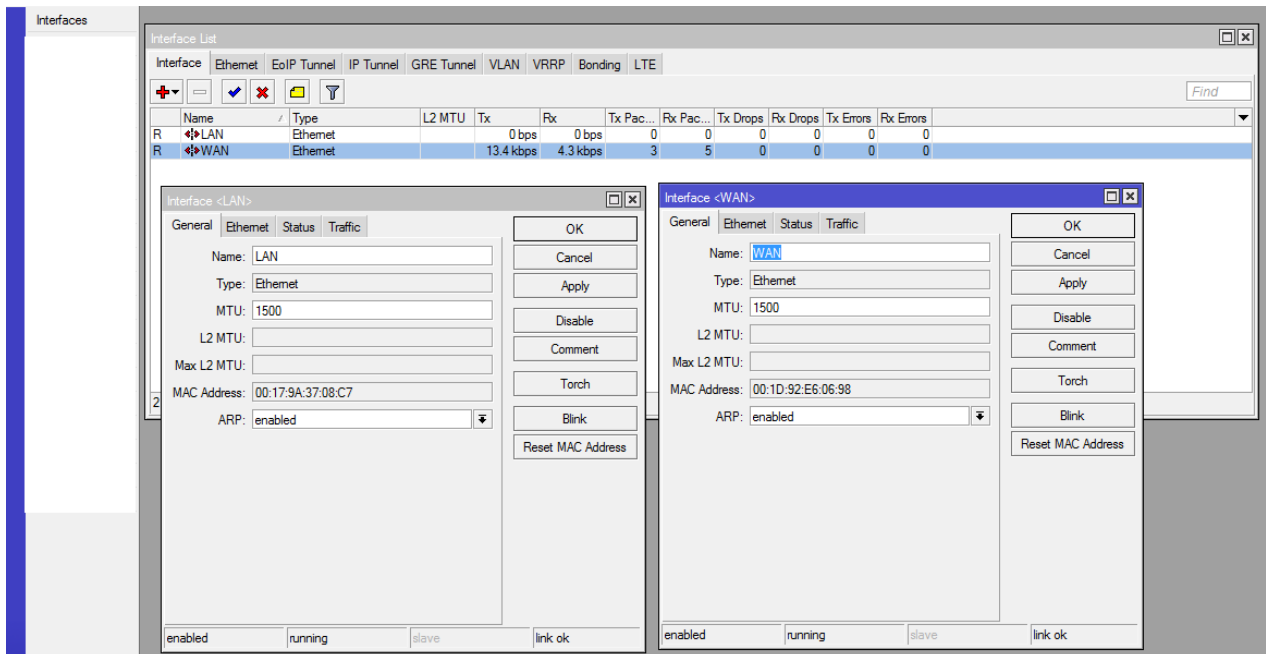 Interfaces
Interface List
Interface Ethernet EoIP Tunnel IP Tunnel GRE Tunnel VLAN VRRP Bonding LTE
Find
Name / Type L2 MTU Tx Rx Tx Pac... Rx Pac... Tx Drops Rx Drops Tx Errors Rx Errors
R LAN Ethernet 0 bps 0 bps 0 0 0 0 0 0
R WAN Ethernet 13.4 kbps 4.3 kbps 3 5 0 0 0 0
2
Interface <LAN>
General Ethernet Status Traffic
Name: LAN
Type: Ethernet
MTU: 1500
L2 MTU:
Max L2 MTU:
MAC Address: 00:17:9A:37:08:C7
ARP: enabled
OK
Cancel
Apply
Disable
Comment
Torch
Blink
Reset MAC Address
enabled running slave link ok
Interface <WAN>
General Ethernet Status Traffic
Name: WAN
Type: Ethernet
MTU: 1500
L2 MTU:
Max L2 MTU:
MAC Address: 00:1D:92:E6:06:98
ARP: enabled
OK
Cancel
Apply
Disable
Comment
Torch
Blink
Reset MAC Address
enabled running slave link ok